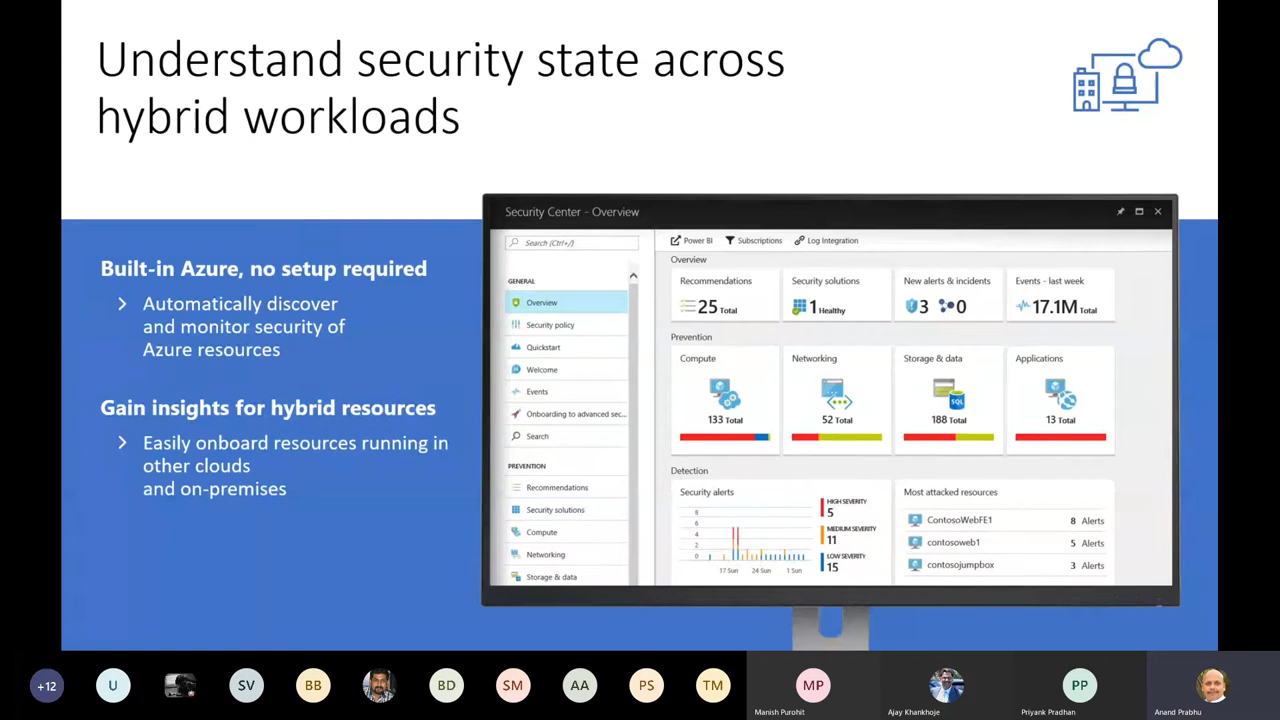 Understand security state across
hybrid workloads
Built-in Azure, no setup required
Automatically discover
and monitor security of
Azure resources
Gain insights for hybrid resources
Easily onboard resources running in
other clouds
and on-premises
Security Center - Overview
Search (Ctrl+/)
GENERAL
Overview
Security policy
Quickstart
Welcome
Events
Onboarding to advanced sec...
Search
PREVENTION
Recommendations
Security solutions
Compute
Networking
Storage & data
Power BI Subscriptions Log Integration
Overview
Recommendations
25 Total
Security solutions
1 Healthy
New alerts & incidents
3 0
Events - last week
17.1M Total
Prevention
Compute
133 Total
Networking
52 Total
Storage & data
SQL
188 Total
Applications
13 Total
Detection
Security alerts
8
6
4
2
0
17 Sun 24 Sun 1 Sun
HIGH SEVERITY
5
MEDIUM SEVERITY
11
LOW SEVERITY
15
Most attacked resources
ContosoWebFE1 8 Alerts
contosoweb1 5 Alerts
contosojumpbox 3 Alerts
+12 U SV BB BD SM AA PS TM MP PP
Manish Purohit Ajay Khankhoje Priyank Pradhan Anand Prabhu